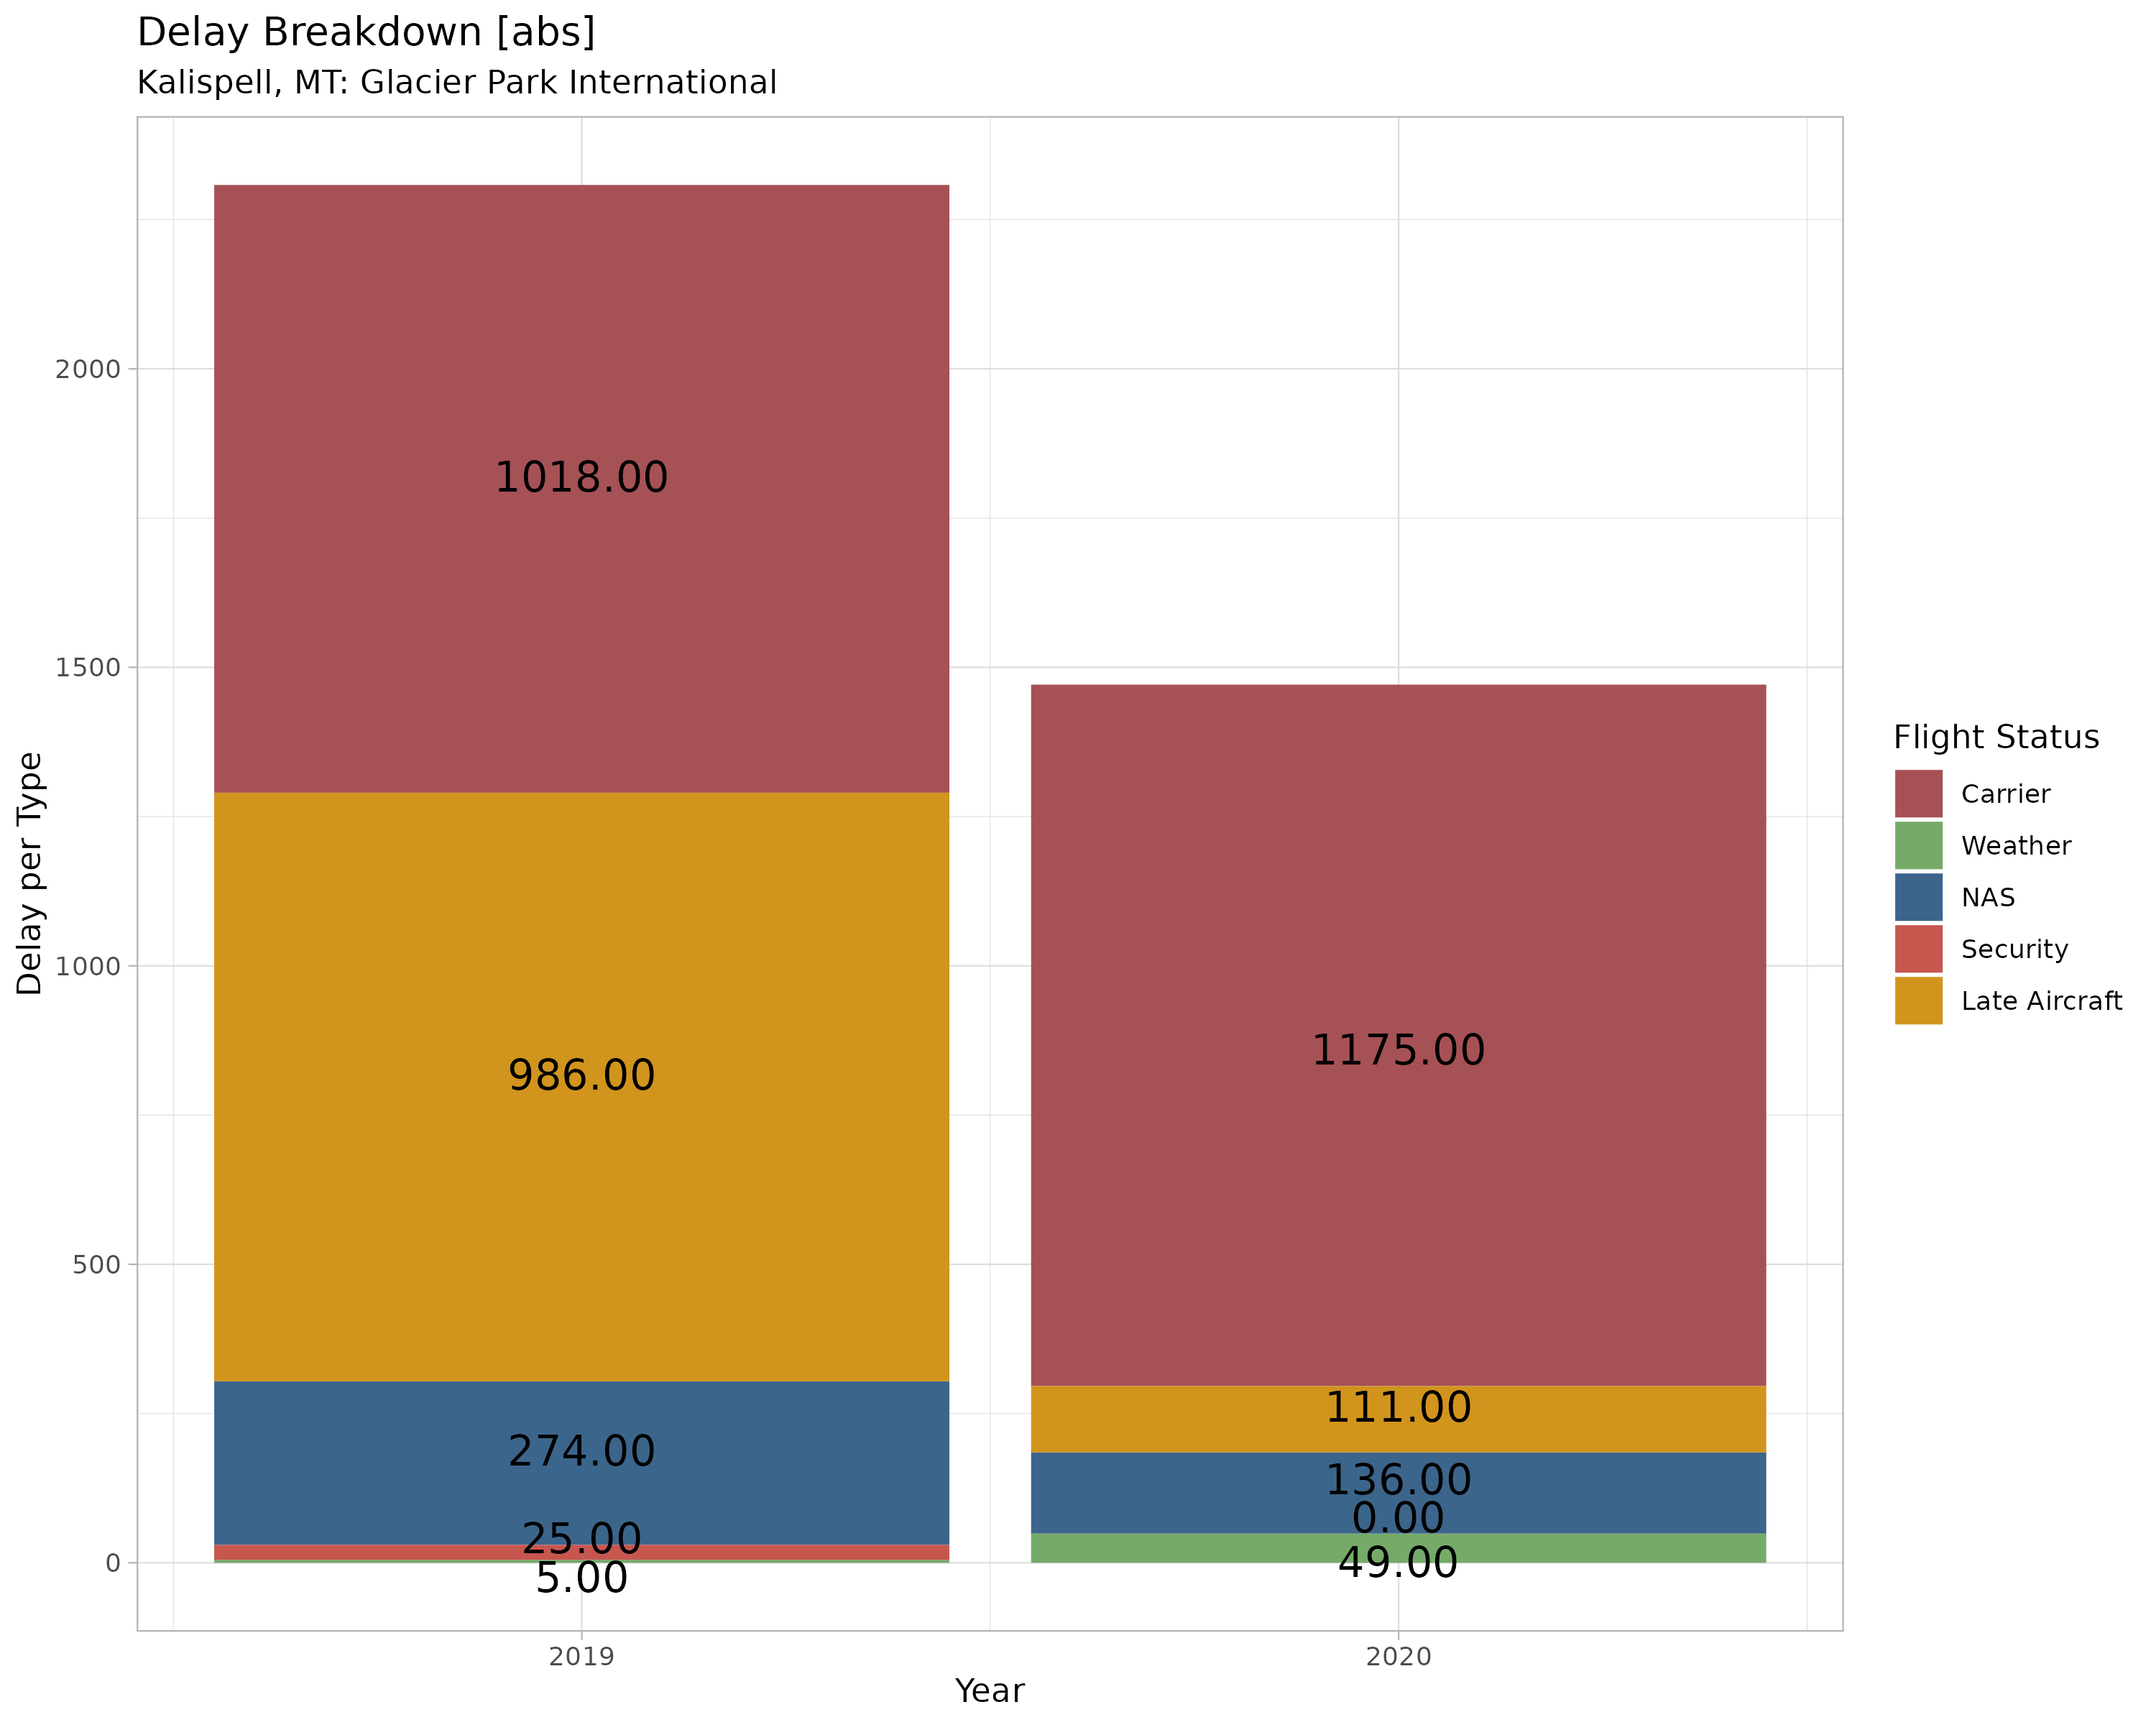 Delay Breakdown [abs]
Kalispell, MT: Glacier Park International
Delay per Type
2000
1500
1000
500
0
1018.00
986.00
274.00
25.00
5.00
1175.00
111.00
136.00
0.00
49.00
2019
2020
Year
Flight Status
Carrier
Weather
NAS
Security
Late Aircraft